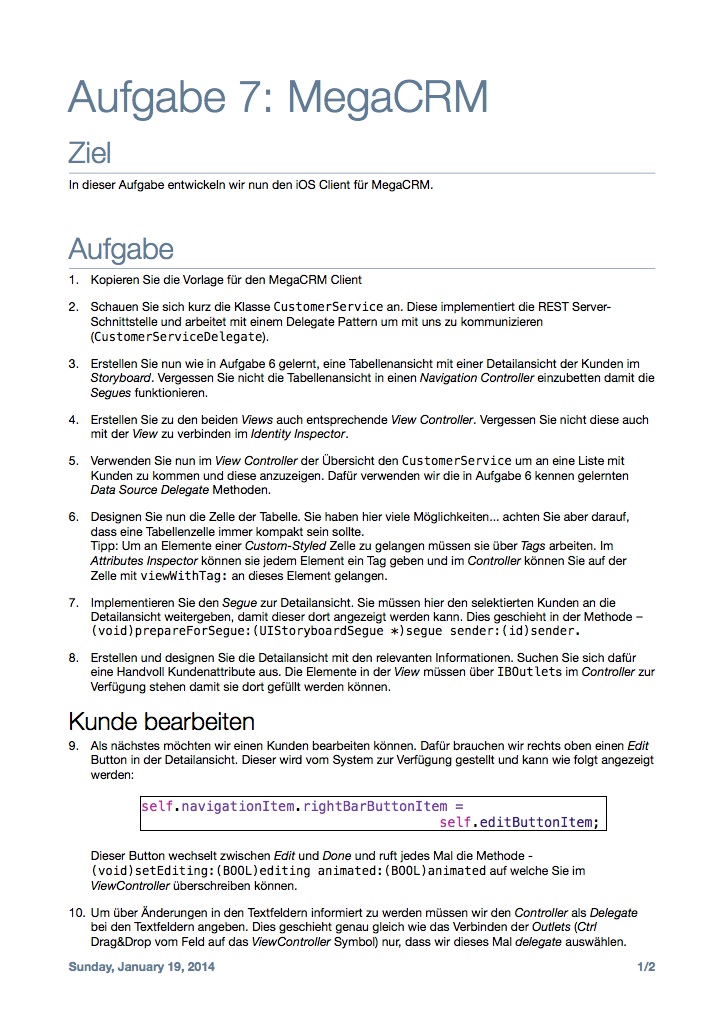 Aufgabe 7: MegaCRM
Ziel
In dieser Aufgabe entwickeln wir nun den iOS Client für MegaCRM.
Aufgabe
1. Kopieren Sie die Vorlage für den MegaCRM Client
2. Schauen Sie sich kurz die Klasse CustomerService an. Diese implementiert die REST Server-
Schnittstelle und arbeitet mit einem Delegate Pattern um mit uns zu kommunizieren
(CustomerServiceDelegate).
3. Erstellen Sie nun wie in Aufgabe 6 gelernt, eine Tabellenansicht mit einer Detailansicht der Kunden im
Storyboard. Vergessen Sie nicht die Tabellenansicht in einen Navigation Controller einzubetten damit die
Segues funktionieren.
4. Erstellen Sie zu den beiden Views auch entsprechende View Controller. Vergessen Sie nicht diese auch
mit der View zu verbinden im Identity Inspector.
5. Verwenden Sie nun im View Controller der Übersicht den CustomerService um an eine Liste mit
Kunden zu kommen und diese anzuzeigen. Dafür verwenden wir die in Aufgabe 6 kennen gelernten
Data Source Delegate Methoden.
6. Designen Sie nun die Zelle der Tabelle. Sie haben hier viele Möglichkeiten... achten Sie aber darauf,
dass eine Tabellenzelle immer kompakt sein sollte.
Tipp: Um an Elemente einer Custom-Styled Zelle zu gelangen müssen sie über Tags arbeiten. Im
Attributes Inspector können sie jedem Element ein Tag geben und im Controller können Sie auf der
Zelle mit viewWithTag: an dieses Element gelangen.
7. Implementieren Sie den Segue zur Detailansicht. Sie müssen hier den selektierten Kunden an die
Detailansicht weitergeben, damit dieser dort angezeigt werden kann. Dies geschieht in der Methode –
(void)prepareForSegue:(UIStoryboardSegue *)segue sender:(id)sender.
8. Erstellen und designen Sie die Detailansicht mit den relevanten Informationen. Suchen Sie sich dafür
eine Handvoll Kundenattribute aus. Die Elemente in der View müssen über IBOutlets im Controller zur
Verfügung stehen damit sie dort gefüllt werden können.
Kunde bearbeiten
9. Als nächstes möchten wir einen Kunden bearbeiten können. Dafür brauchen wir rechts oben einen Edit
Button in der Detailansicht. Dieser wird vom System zur Verfügung gestellt und kann wie folgt angezeigt
werden:
self.navigationItem.rightBarButtonItem =
self.editButtonItem;
Dieser Button wechselt zwischen Edit und Done und ruft jedes Mal die Methode -
(void)setEditing:(BOOL)editing animated:(BOOL)animated auf welche Sie im
ViewController überschreiben können.
10. Um über Änderungen in den Textfeldern informiert zu werden müssen wir den Controller als Delegate
bei den Textfeldern angeben. Dies geschieht genau gleich wie das Verbinden der Outlets (Ctrl
Drag&Drop vom Feld auf das ViewController Symbol) nur, dass wir dieses Mal delegate auswählen.
Sunday, January 19, 2014 1/2